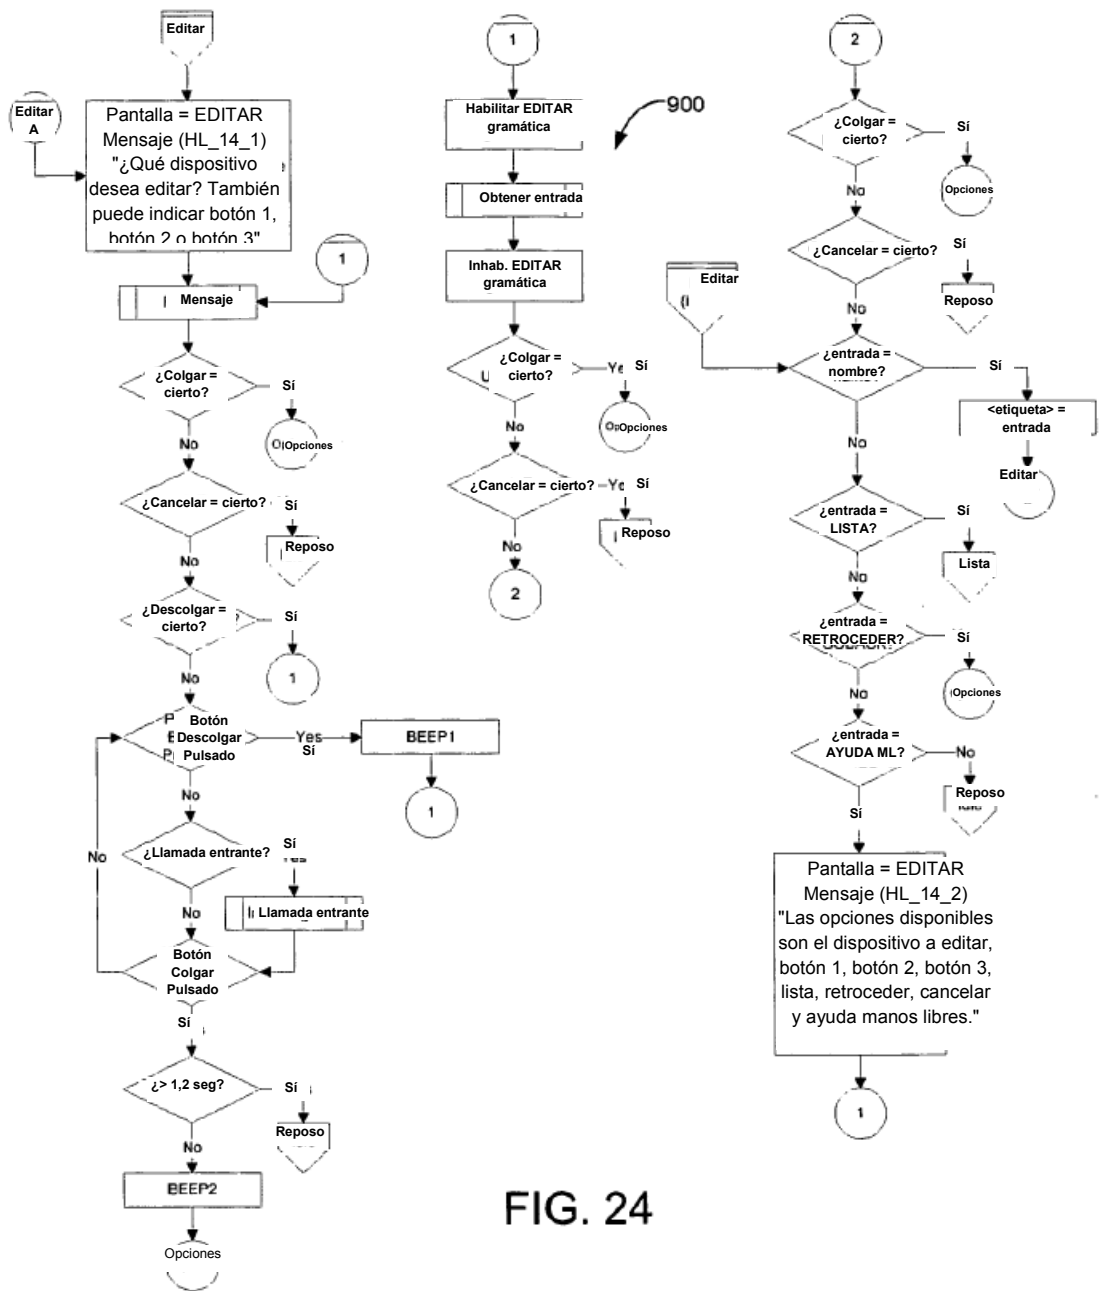 Editar
Editar
A
Pantalla = EDITAR
Mensaje (HL_14_1)
"¿Qué dispositivo
desea editar? También
puede indicar botón 1,
botón 2 o botón 3"
1
Mensaje
¿Colgar =
cierto?
Sí
Opciones
No
¿Cancelar = cierto?
Sí
Reposo
No
¿Descolgar =
cierto?
Sí
1
No
Botón
Descolgar
Pulsado
Yes
Sí
BEEP1
1
No
¿Llamada entrante?
Sí
Llamada entrante
No
No
Botón
Colgar
Pulsado
Sí
¿> 1,2 seg?
Sí
Reposo
No
BEEP2
Opciones
1
Habilitar EDITAR
gramática
900
Obtener entrada
Inhab. EDITAR
gramática
¿Colgar =
cierto?
Sí
Opciones
No
¿Cancelar = cierto?
Sí
Reposo
No
2
2
¿Colgar =
cierto?
Sí
Opciones
No
¿Cancelar = cierto?
Sí
Reposo
No
Editar
¿entrada =
nombre?
Sí
<etiqueta> =
entrada
Editar
No
¿entrada =
LISTA?
Sí
Lista
No
¿entrada =
RETROCEDER?
Sí
Opciones
No
¿entrada =
AYUDA ML?
No
Reposo
Sí
Pantalla = EDITAR
Mensaje (HL_14_2)
"Las opciones disponibles
son el dispositivo a editar,
botón 1, botón 2, botón 3,
lista, retroceder, cancelar
y ayuda manos libres."
1
FIG. 24